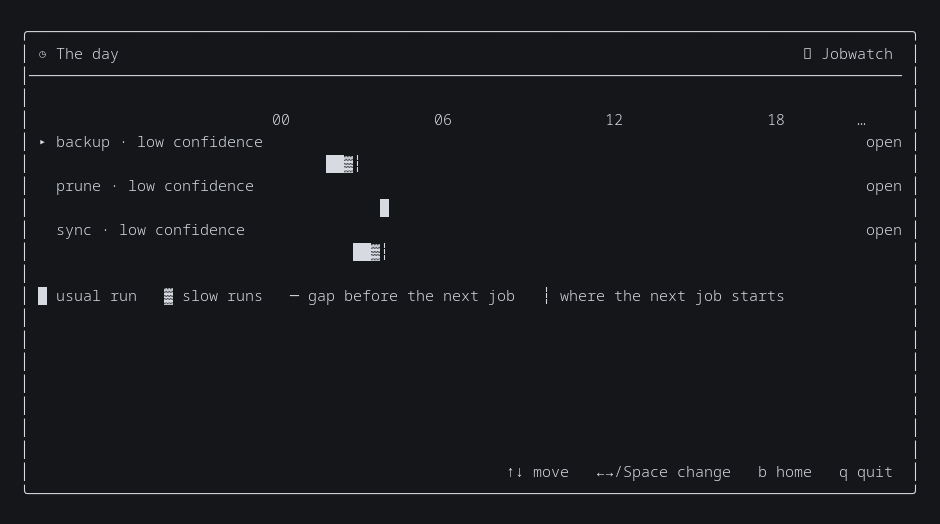 ◷ The day  Jobwatch
00 06 12 18 …
▸ backup · low confidence open
prune · low confidence open
sync · low confidence open
█ usual run ▓ slow runs ─ gap before the next job ┆ where the next job starts
↑↓ move ←→/Space change b home q quit